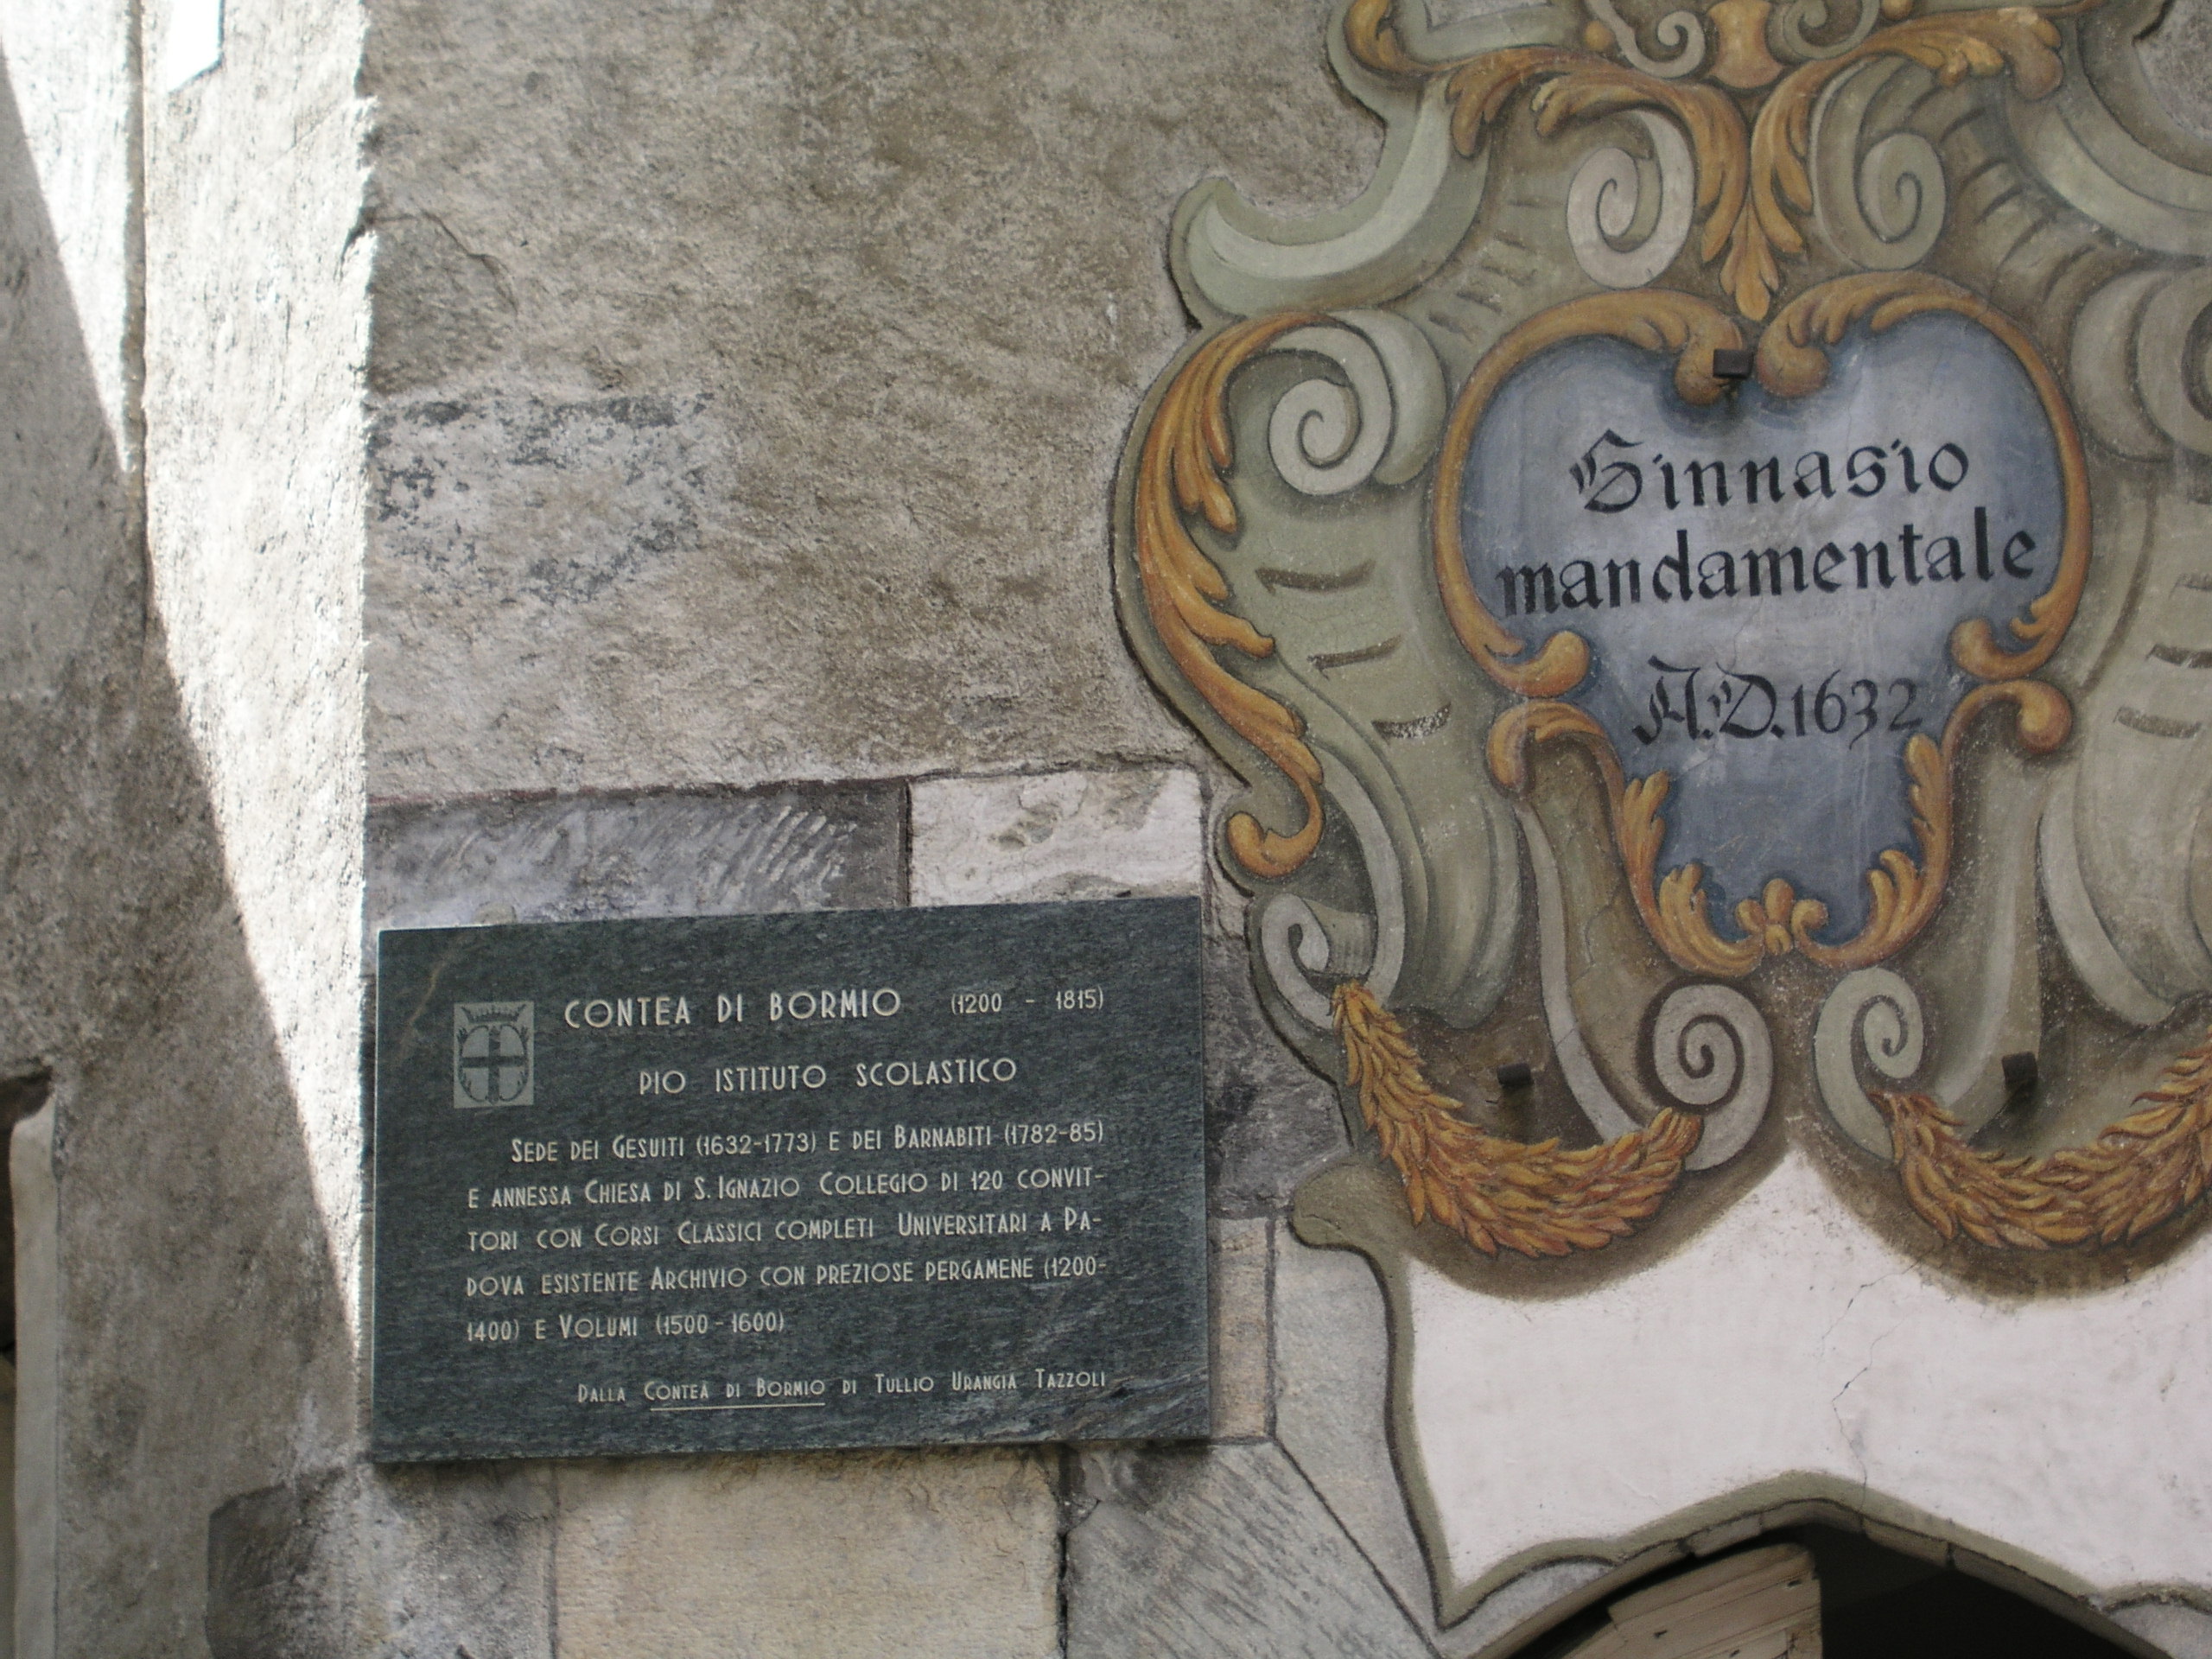 Ginnasio
mandamentale
A.D. 1632
CONTEA DI BORMIO (1200 - 1815)
PIO ISTITUTO SCOLASTICO
SEDE DEI GESUITI (1632-1773) E DEI BARNABITI (1782-85)
E ANNESSA CHIESA DI S. IGNAZIO COLLEGIO DI 120 CONVIT-
TORI CON CORSI CLASSICI COMPLETI UNIVERSITARI A PA-
DOVA ESISTENTE ARCHIVIO CON PREZIOSE PERGAMENE (1200-
1400) E VOLUMI (1500-1600)
DALLA CONTEA DI BORMIO DI TULLIO URANGIA TAZZOLI